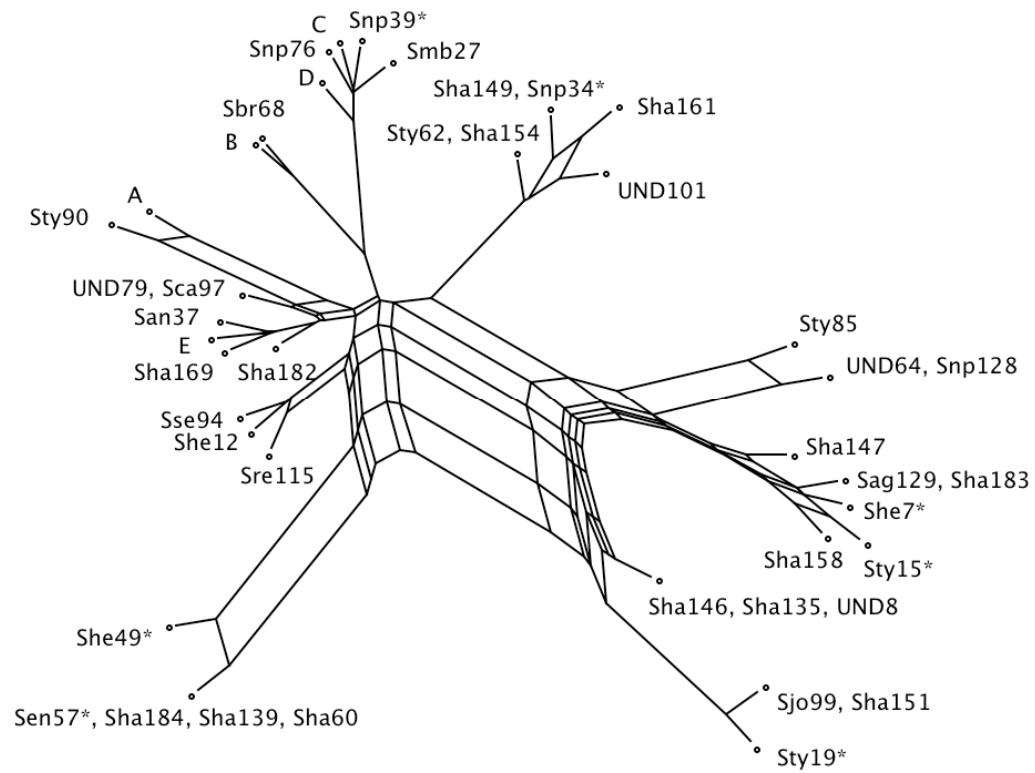 C
Snp39*
Snp76
Smb27
D
Sha149, Snp34*
Sha161
Sbr68
Sty62, Sha154
B
UND101
A
Sty90
UND79, Sca97
San37
Sty85
E
Sha169
Sha182
UND64, Snp128
Sse94
She12
Sha147
Sre115
Sag129, Sha183
She7*
Sha158
Sty15*
Sha146, Sha135, UND8
She49*
Sjo99, Sha151
Sen57*, Sha184, Sha139, Sha60
Sty19*